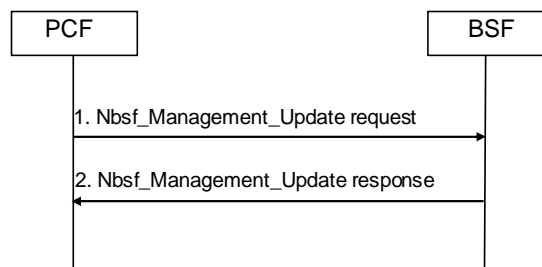 PCF
BSF
1. Nbsf_Management_Update request
2. Nbsf_Management_Update response